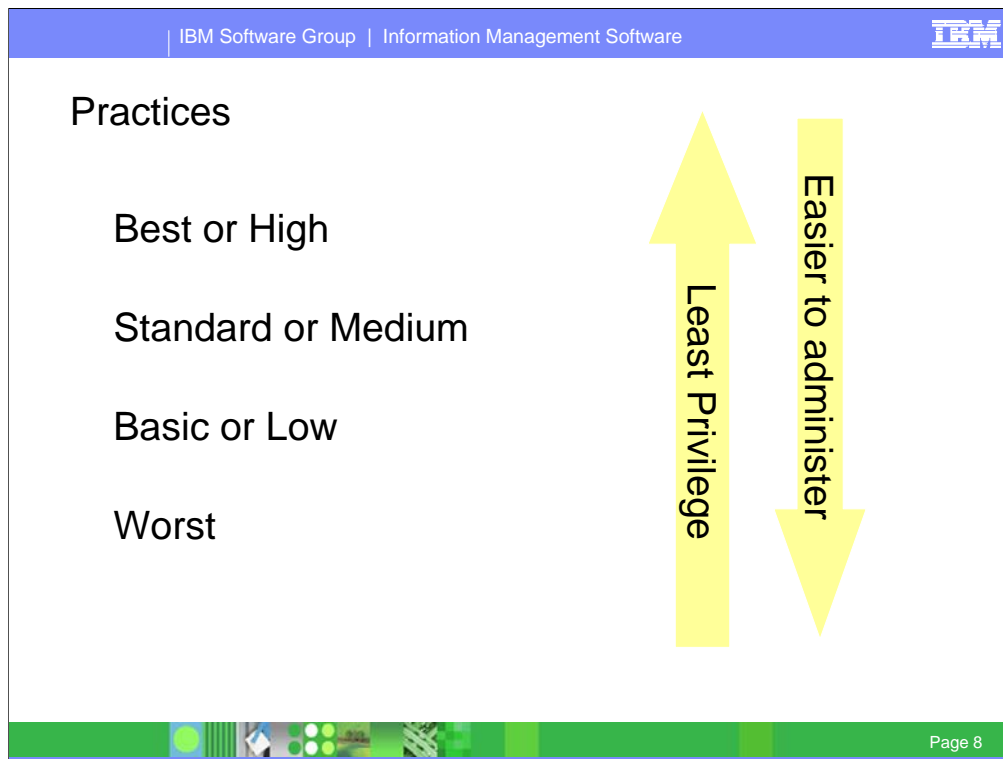 IBM Software Group | Information Management Software
IBM
Practices
Best or High
Standard or Medium
Basic or Low
Worst
Least Privilege
Easier to administer
Page 8